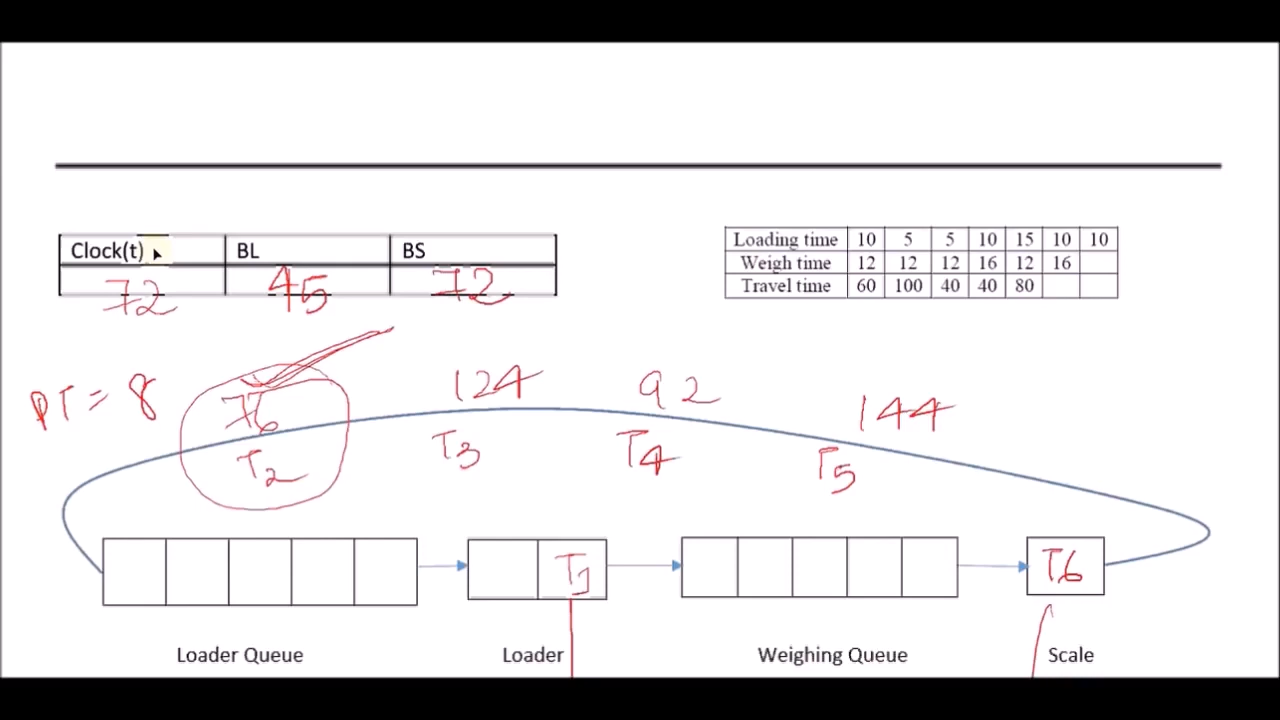 Clock(t) BL BS
72 45 72
Loading time 10 5 5 10 15 10 10
Weigh time 12 12 12 16 12 16
Travel time 60 100 40 40 80
PT = 8
76 124 92 144
T2 T3 T4 T5
T1 T6
Loader Queue Loader Weighing Queue Scale